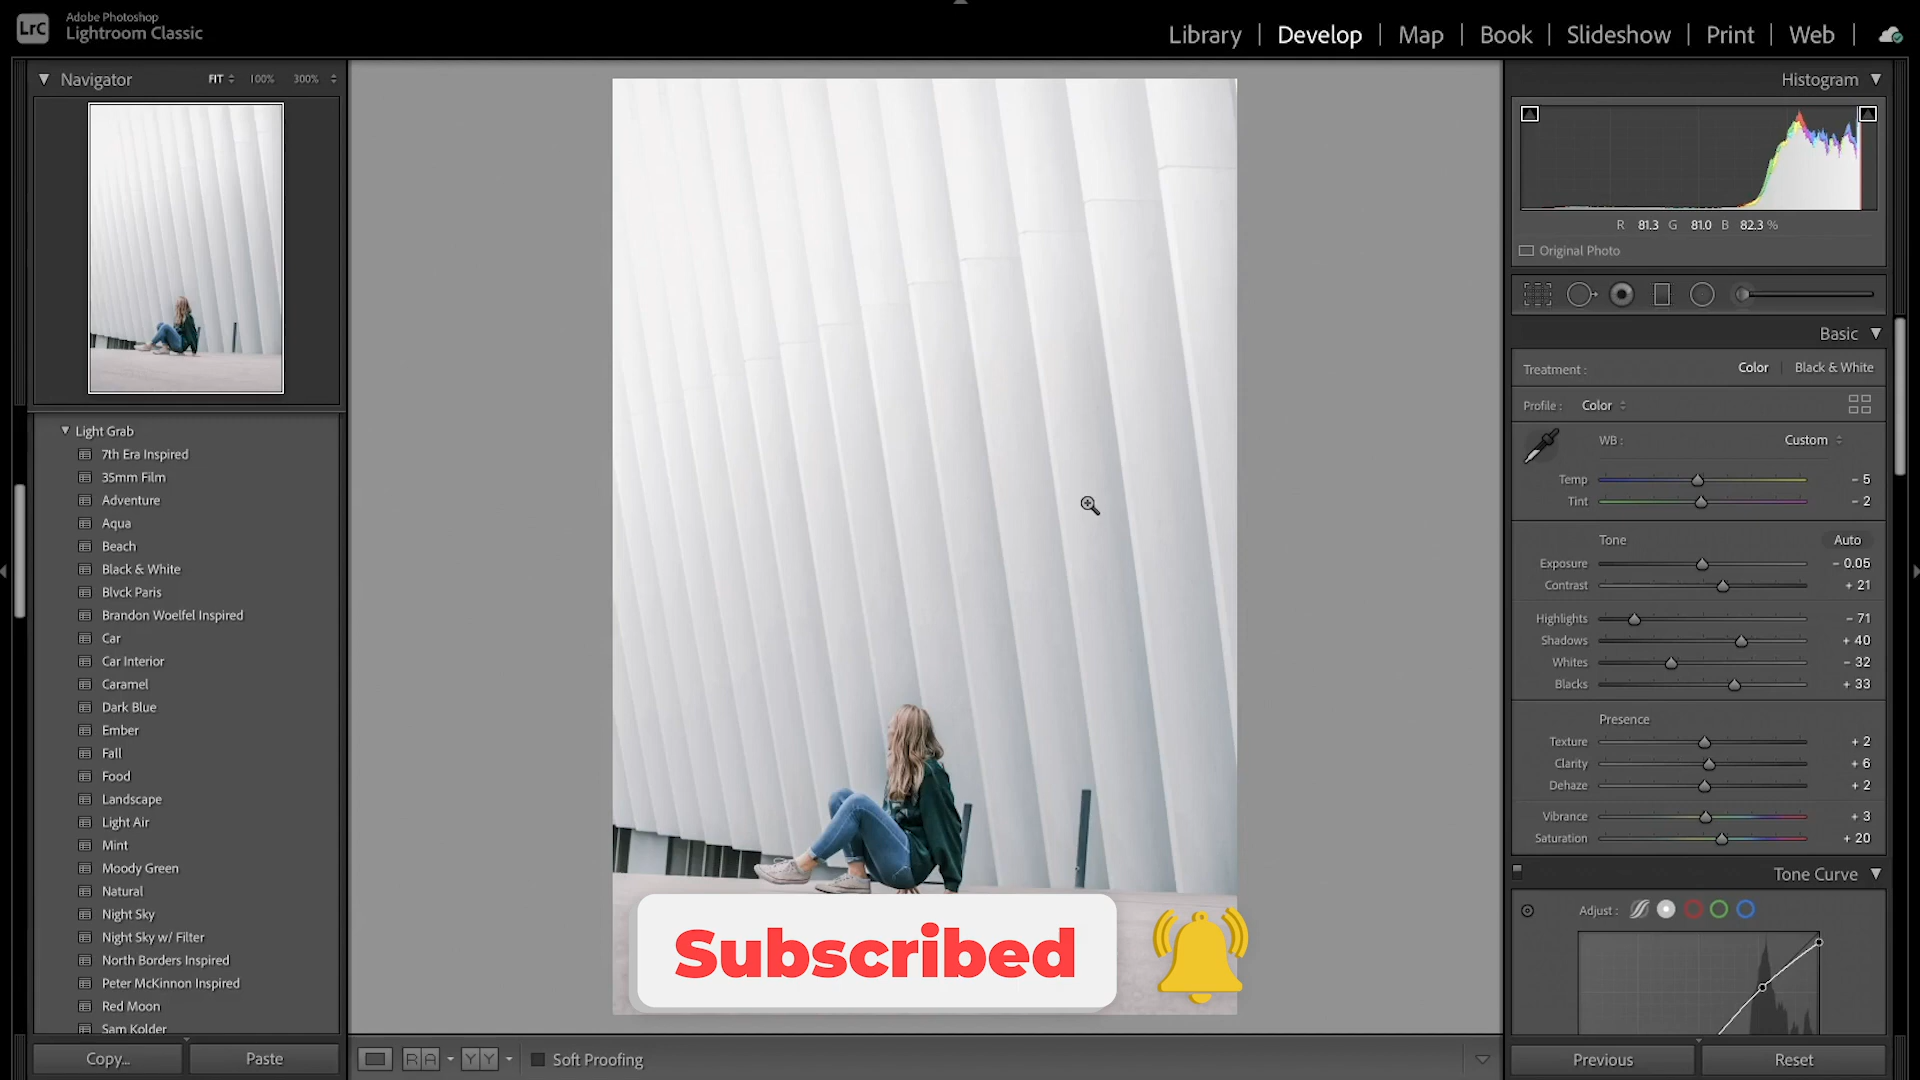 LrC
Adobe Photoshop
Lightroom Classic
Library | Develop | Map | Book | Slideshow | Print | Web
Navigator FIT 100% 300%
Light Grab
7th Era Inspired
35mm Film
Adventure
Aqua
Beach
Black & White
Blvck Paris
Brandon Woelfel Inspired
Car
Car Interior
Caramel
Dark Blue
Ember
Fall
Food
Landscape
Light Air
Mint
Moody Green
Natural
Night Sky
Night Sky w/ Filter
North Borders Inspired
Peter McKinnon Inspired
Red Moon
Sam Kolder
Copy... Paste
Subscribed
RA YY Soft Proofing
Histogram
R 81.3 G 81.0 B 82.3 %
Original Photo
Basic
Treatment : Color | Black & White
Profile : Color
WB : Custom
Temp - 5
Tint - 2
Tone Auto
Exposure - 0.05
Contrast + 21
Highlights - 71
Shadows + 40
Whites - 32
Blacks + 33
Presence
Texture + 2
Clarity + 6
Dehaze + 2
Vibrance + 3
Saturation + 20
Tone Curve
Adjust :
Previous Reset